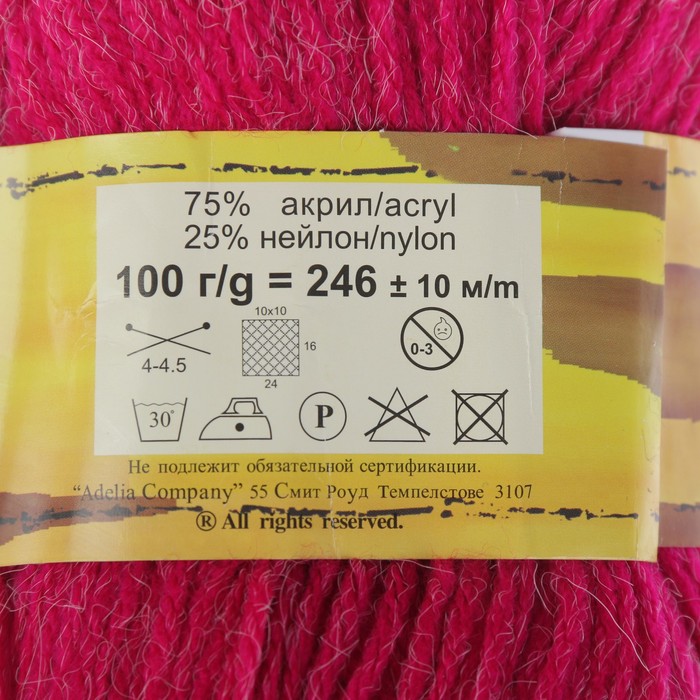 75% акрил/acryl
25% нейлон/nylon
100 г/g = 246 ± 10 м/m
10x10
16
24
4-4.5
0-3
30°
P
Не подлежит обязательной сертификации.
“Adelia Company” 55 Смит Роуд Темпелстове 3107
® All rights reserved.